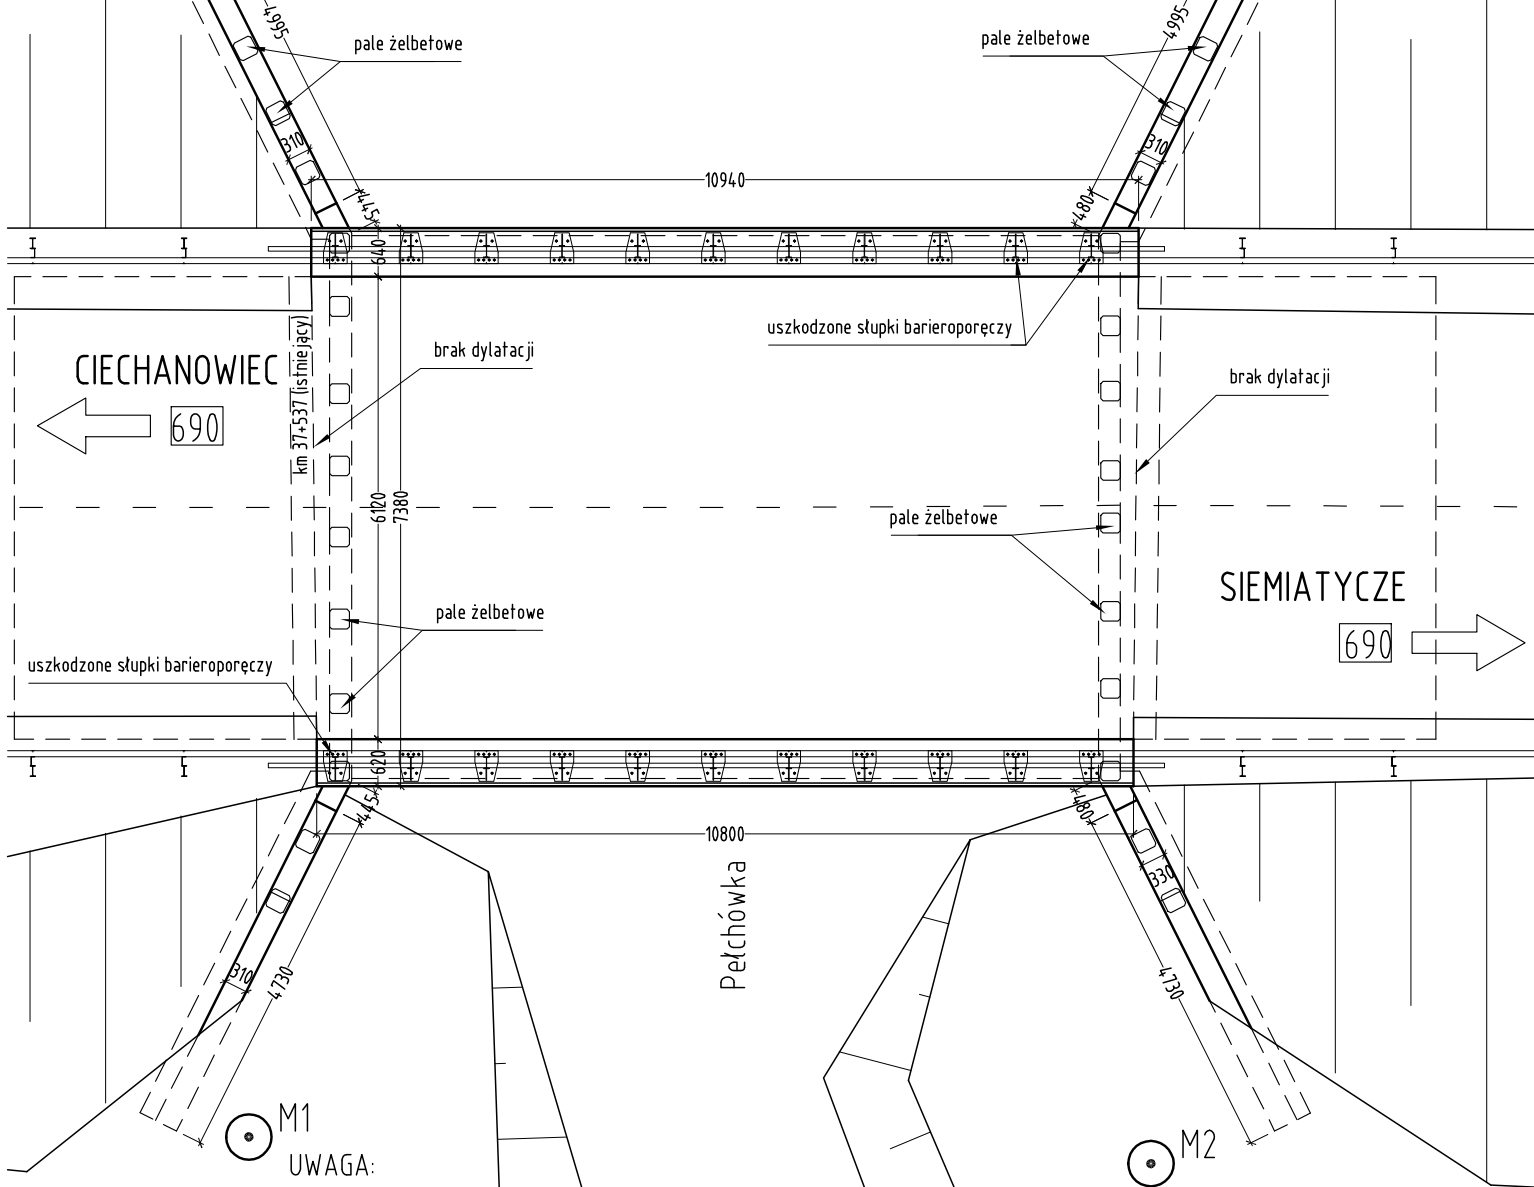 4995
pale żelbetowe
pale żelbetowe
4995
310
310
10940
445
480
640
uszkodzone słupki barieroporęczy
km 37+537 (istniejący)
brak dylatacji
CIECHANOWIEC
690
brak dylatacji
6120
7380
pale żelbetowe
SIEMIATYCZE
690
pale żelbetowe
uszkodzone słupki barieroporęczy
620
445
480
10800
Pełchówka
330
310
4730
4730
M1
M2
UWAGA: